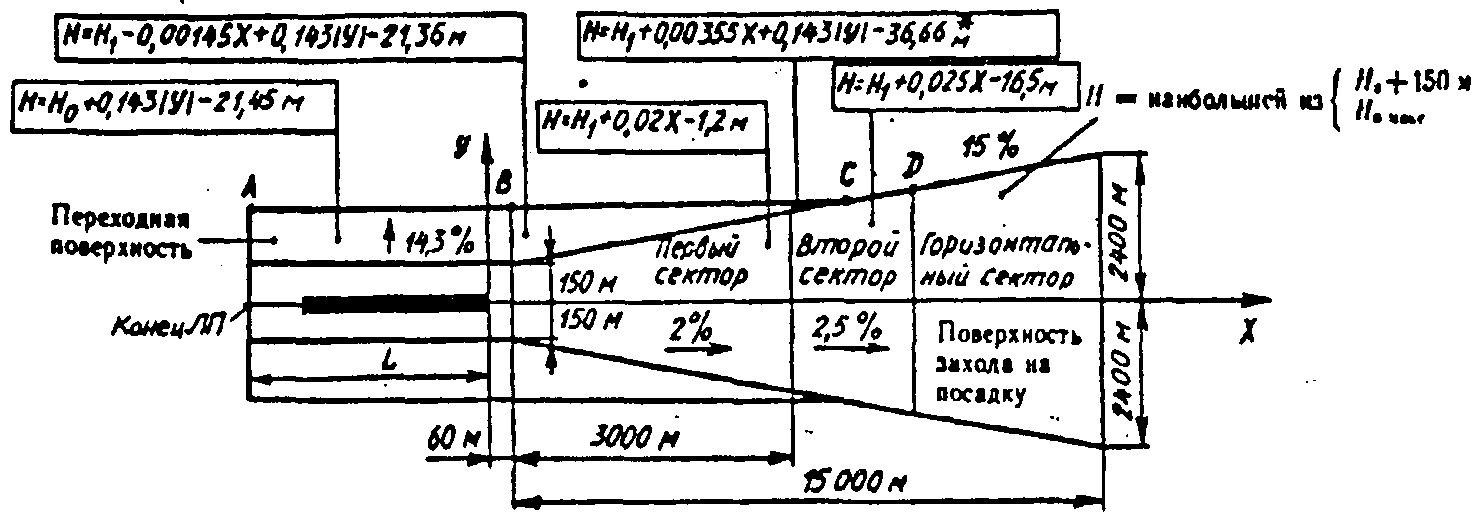 H=H₁-0,00145X+0,143|У|-21,36 м
H=H₁+0,00355X+0,143|У|-36,66 м*
H=H₀+0,143|У|-21,45 м
H=H₁+0,02X-1,2 м
H=H₁+0,025X-16,5 м
H = наибольшей из { H₀ + 150 м
У
15 %
A
B
C
D
Переходная
поверхность
14,3%
Первый
сектор
Второй
сектор
Горизонталь-
ный сектор
2400 м
150 м
150 м
Конец ЛП
2%
2,5 %
Поверхность
захода на
посадку
X
2400 м
L
60 м
3000 м
15 000 м